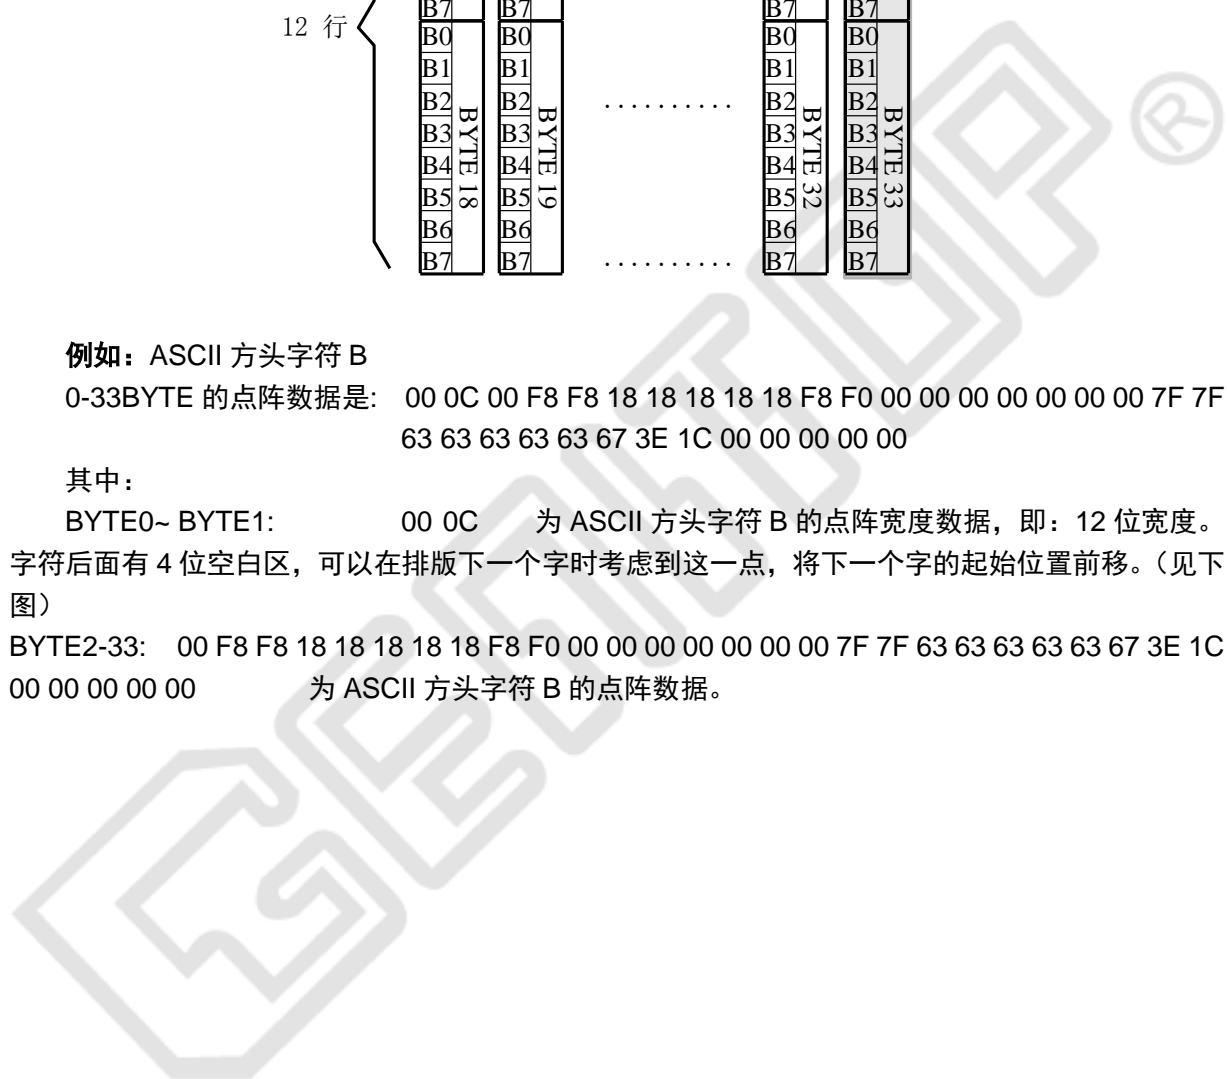 B7 B7 B7 B7
12 行
B0 B0 B0 B0
B1 B1 B1 B1
B2 B2 .......... B2 B2
B3 B3 B3 B3
B4 B4 B4 B4
B5 B5 B5 B5
B6 B6 B6 B6
B7 B7 .......... B7 B7
BYTE 18
BYTE 19
BYTE 32
BYTE 33
例如：ASCII 方头字符 B
0-33BYTE 的点阵数据是: 00 0C 00 F8 F8 18 18 18 18 18 F8 F0 00 00 00 00 00 00 00 7F 7F
63 63 63 63 63 67 3E 1C 00 00 00 00 00
其中：
BYTE0~ BYTE1: 00 0C 为 ASCII 方头字符 B 的点阵宽度数据，即：12 位宽度。
字符后面有 4 位空白区，可以在排版下一个字时考虑到这一点，将下一个字的起始位置前移。（见下
图）
BYTE2-33: 00 F8 F8 18 18 18 18 18 F8 F0 00 00 00 00 00 00 00 7F 7F 63 63 63 63 63 67 3E 1C
00 00 00 00 00 为 ASCII 方头字符 B 的点阵数据。
GENITOP
®